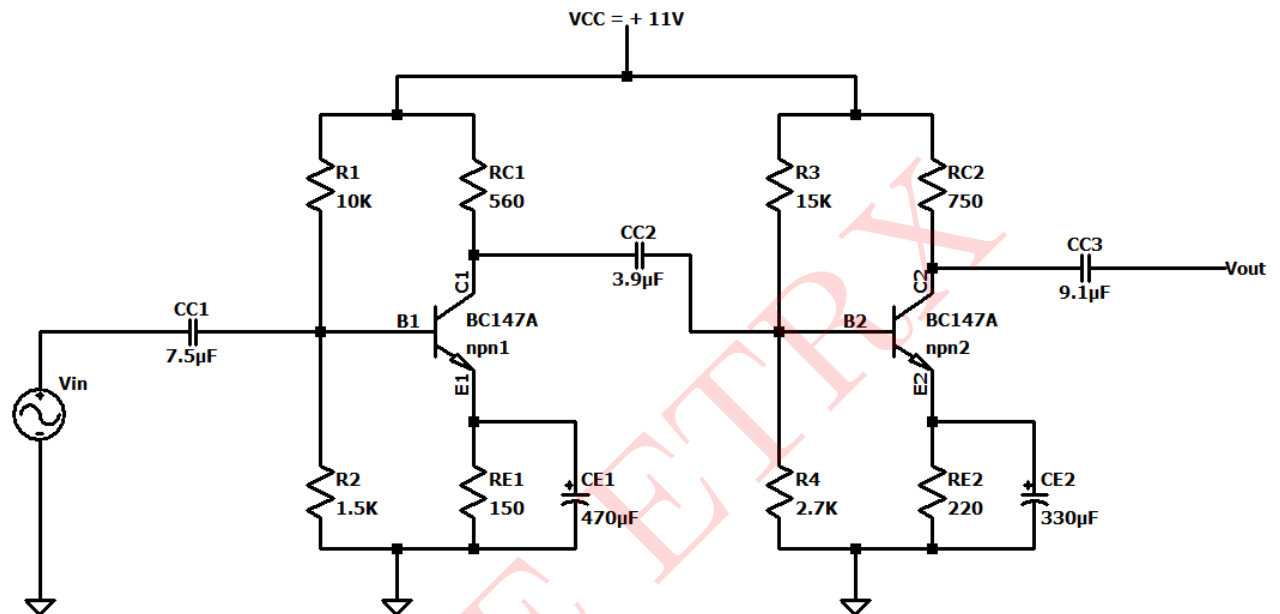 VCC = + 11V
R1
10K
RC1
560
R3
15K
RC2
750
CC2
3.9µF
CC3
9.1µF
Vout
C1
C2
CC1
7.5µF
B1
BC147A
npn1
B2
BC147A
npn2
E1
E2
Vin
R2
1.5K
RE1
150
CE1
470µF
R4
2.7K
RE2
220
CE2
330µF
E ETRX